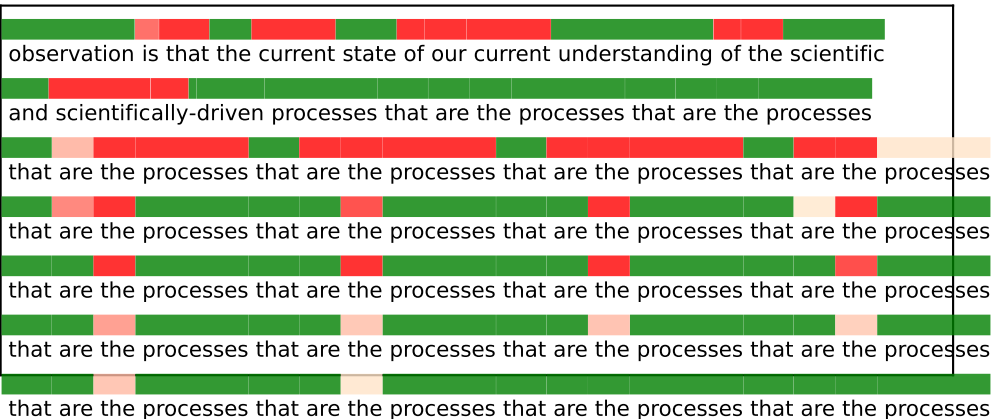 observation is that the current state of our current understanding of the scientific
and scientifically-driven processes that are the processes that are the processes
that are the processes that are the processes that are the processes that are the processes
that are the processes that are the processes that are the processes that are the processes
that are the processes that are the processes that are the processes that are the processes
that are the processes that are the processes that are the processes that are the processes
that are the processes that are the processes that are the processes that are the processes